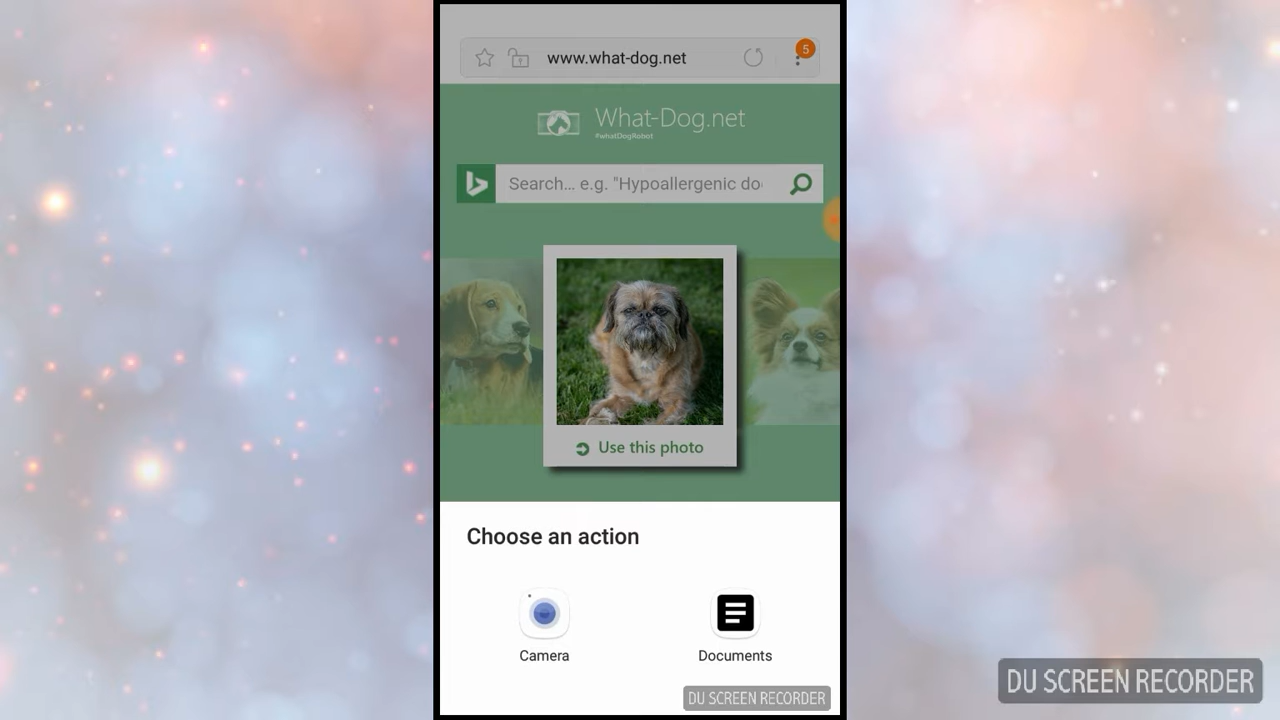 www.what-dog.net
5
What-Dog.net
#whatDogRobot
Search... e.g. "Hypoallergenic do
Use this photo
Choose an action
Camera
Documents
DU SCREEN RECORDER
DU SCREEN RECORDER